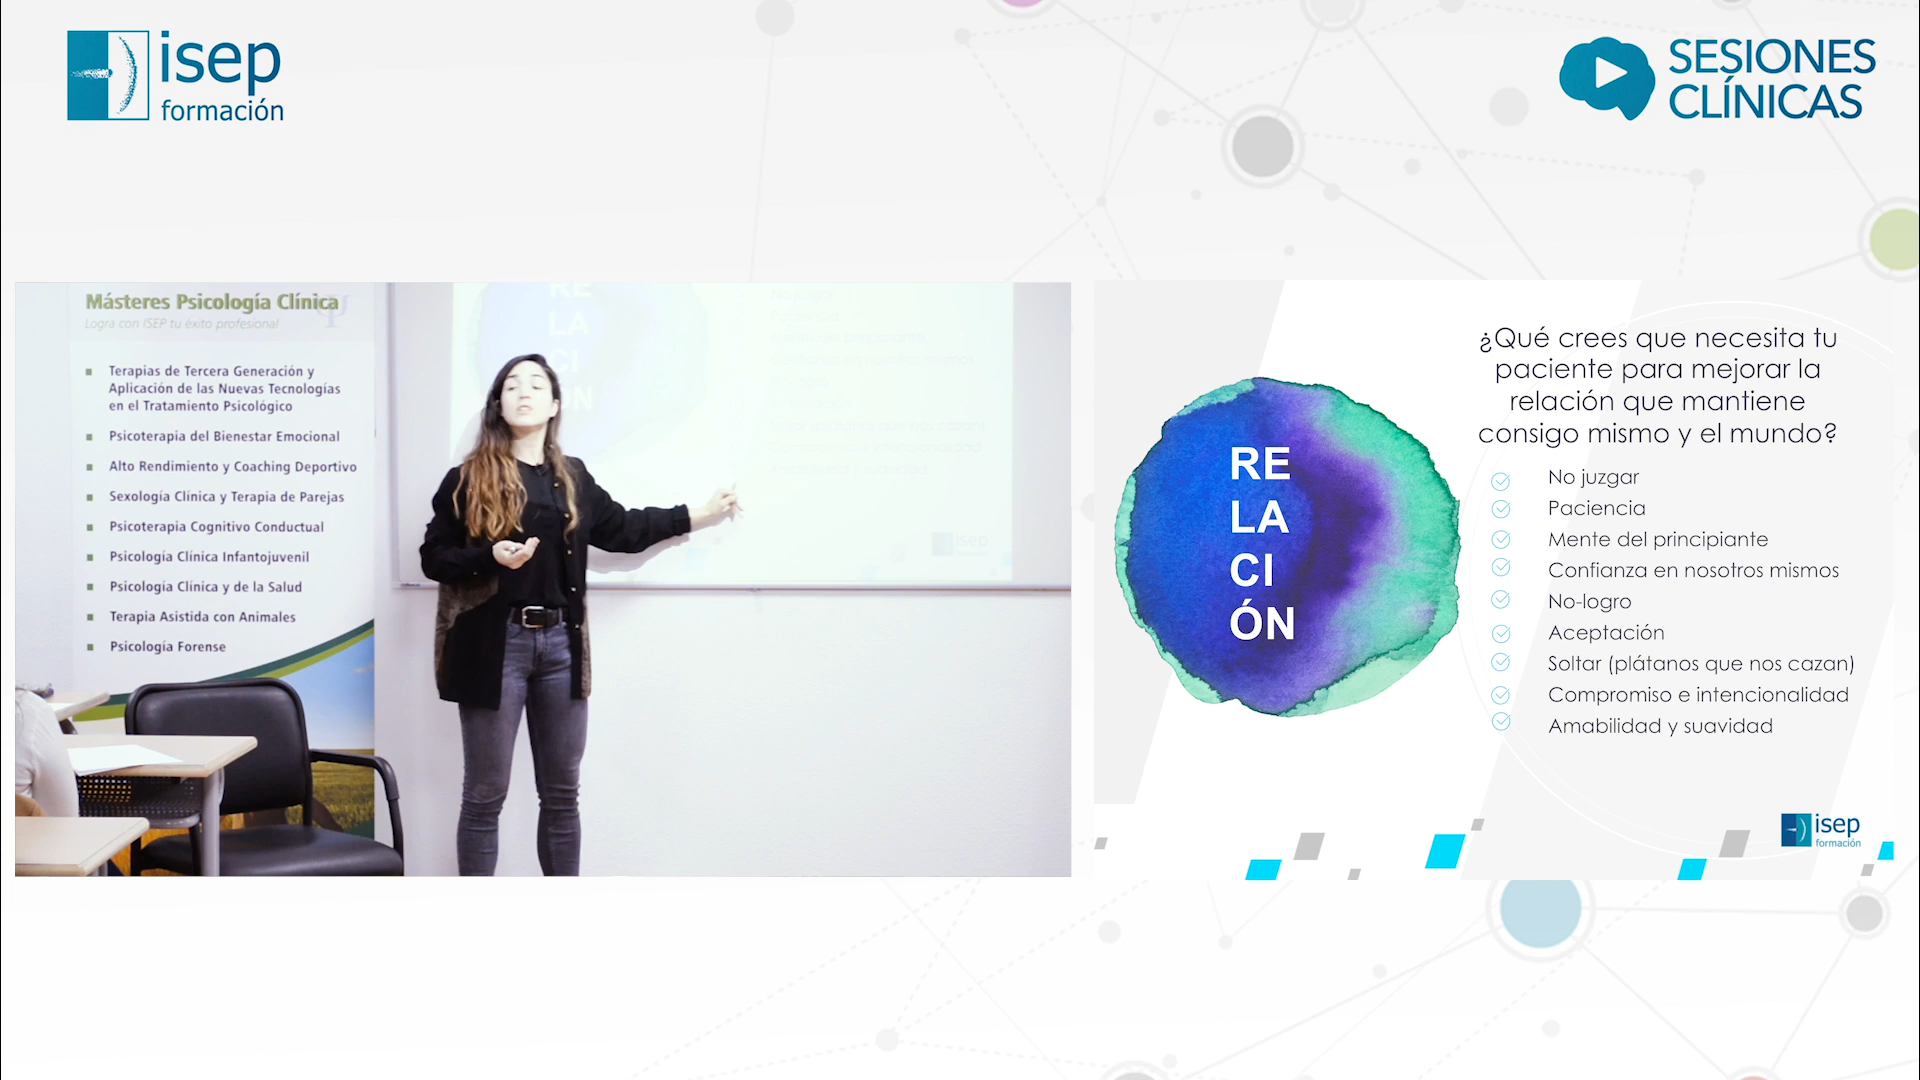 isep
formación
SESIONES
CLÍNICAS
Másteres Psicología Clínica
Logra con ISEP tu éxito profesional
Terapias de Tercera Generación y
Aplicación de las Nuevas Tecnologías
en el Tratamiento Psicológico
Psicoterapia del Bienestar Emocional
Alto Rendimiento y Coaching Deportivo
Sexología Clínica y Terapia de Parejas
Psicoterapia Cognitivo Conductual
Psicología Clínica Infantojuvenil
Psicología Clínica y de la Salud
Terapia Asistida con Animales
Psicología Forense
RE
LA
CI
ÓN
isep
RE
LA
CI
ÓN
¿Qué crees que necesita tu
paciente para mejorar la
relación que mantiene
consigo mismo y el mundo?
No juzgar
Paciencia
Mente del principiante
Confianza en nosotros mismos
No-logro
Aceptación
Soltar (plátanos que nos cazan)
Compromiso e intencionalidad
Amabilidad y suavidad
isep
formación